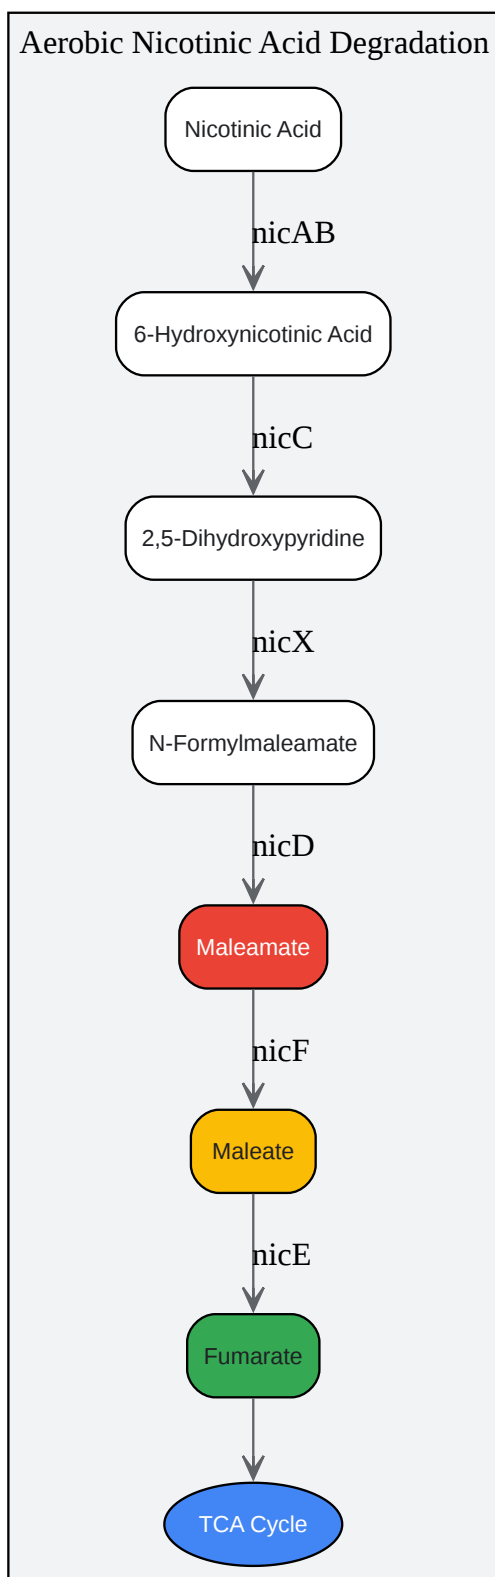 Aerobic Nicotinic Acid Degradation
Nicotinic Acid
nicAB
6-Hydroxynicotinic Acid
nicC
2,5-Dihydroxypyridine
nicX
N-Formylmaleamate
nicD
Maleamate
nicF
Maleate
nicE
Fumarate
TCA Cycle